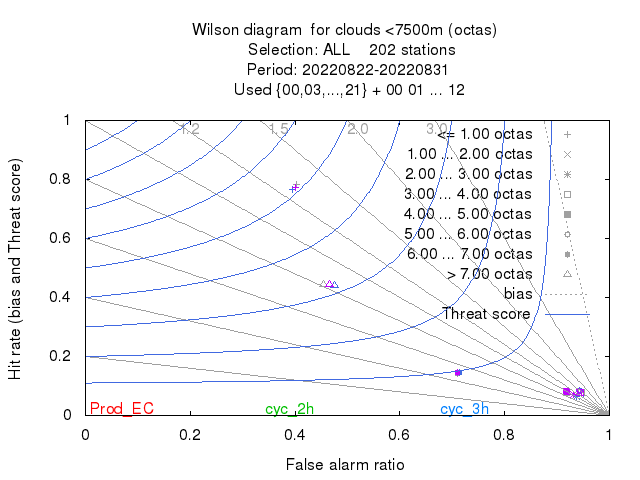 Wilson diagram  for clouds <7500m (octas)
Selection: ALL    202 stations
Period: 20220822-20220831
Used {00,03,...,21} + 00 01 ... 12
Hit rate (bias and Threat score)
1
0.8
0.6
0.4
0.2
0
1.2 1.5 2.0 3.0
<= 1.00 octas
1.00 ... 2.00 octas
2.00 ... 3.00 octas
3.00 ... 4.00 octas
4.00 ... 5.00 octas
5.00 ... 6.00 octas
6.00 ... 7.00 octas
> 7.00 octas
bias
Threat score
Prod_EC cyc_2h cyc_3h
0 0.2 0.4 0.6 0.8 1
False alarm ratio